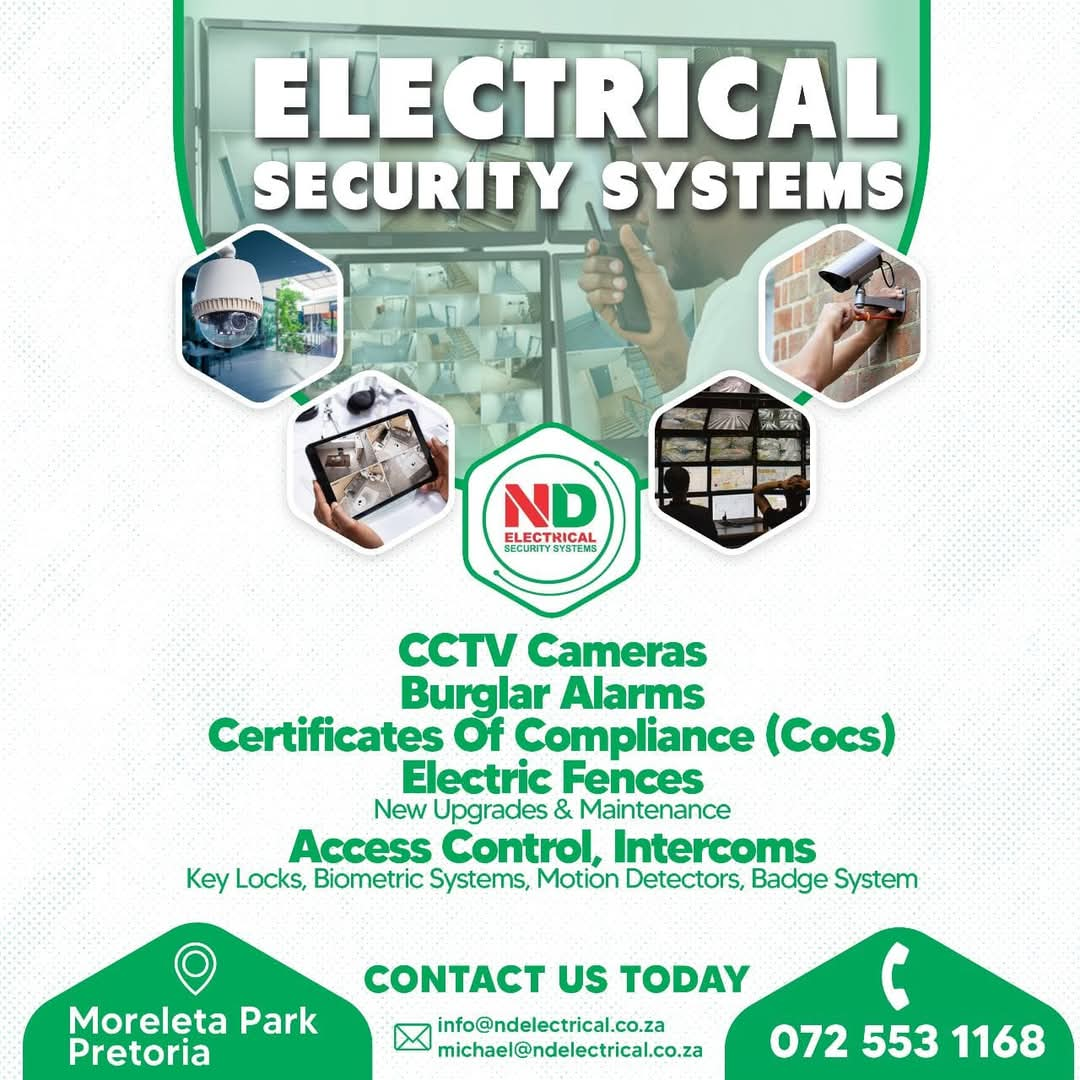 ELECTRICAL
SECURITY SYSTEMS
ND
ELECTRICAL
SECURITY SYSTEMS
CCTV Cameras
Burglar Alarms
Certificates Of Compliance (Cocs)
Electric Fences
New Upgrades & Maintenance
Access Control, Intercoms
Key Locks, Biometric Systems, Motion Detectors, Badge System
Moreleta Park
Pretoria
CONTACT US TODAY
info@ndelectrical.co.za
michael@ndelectrical.co.za
072 553 1168